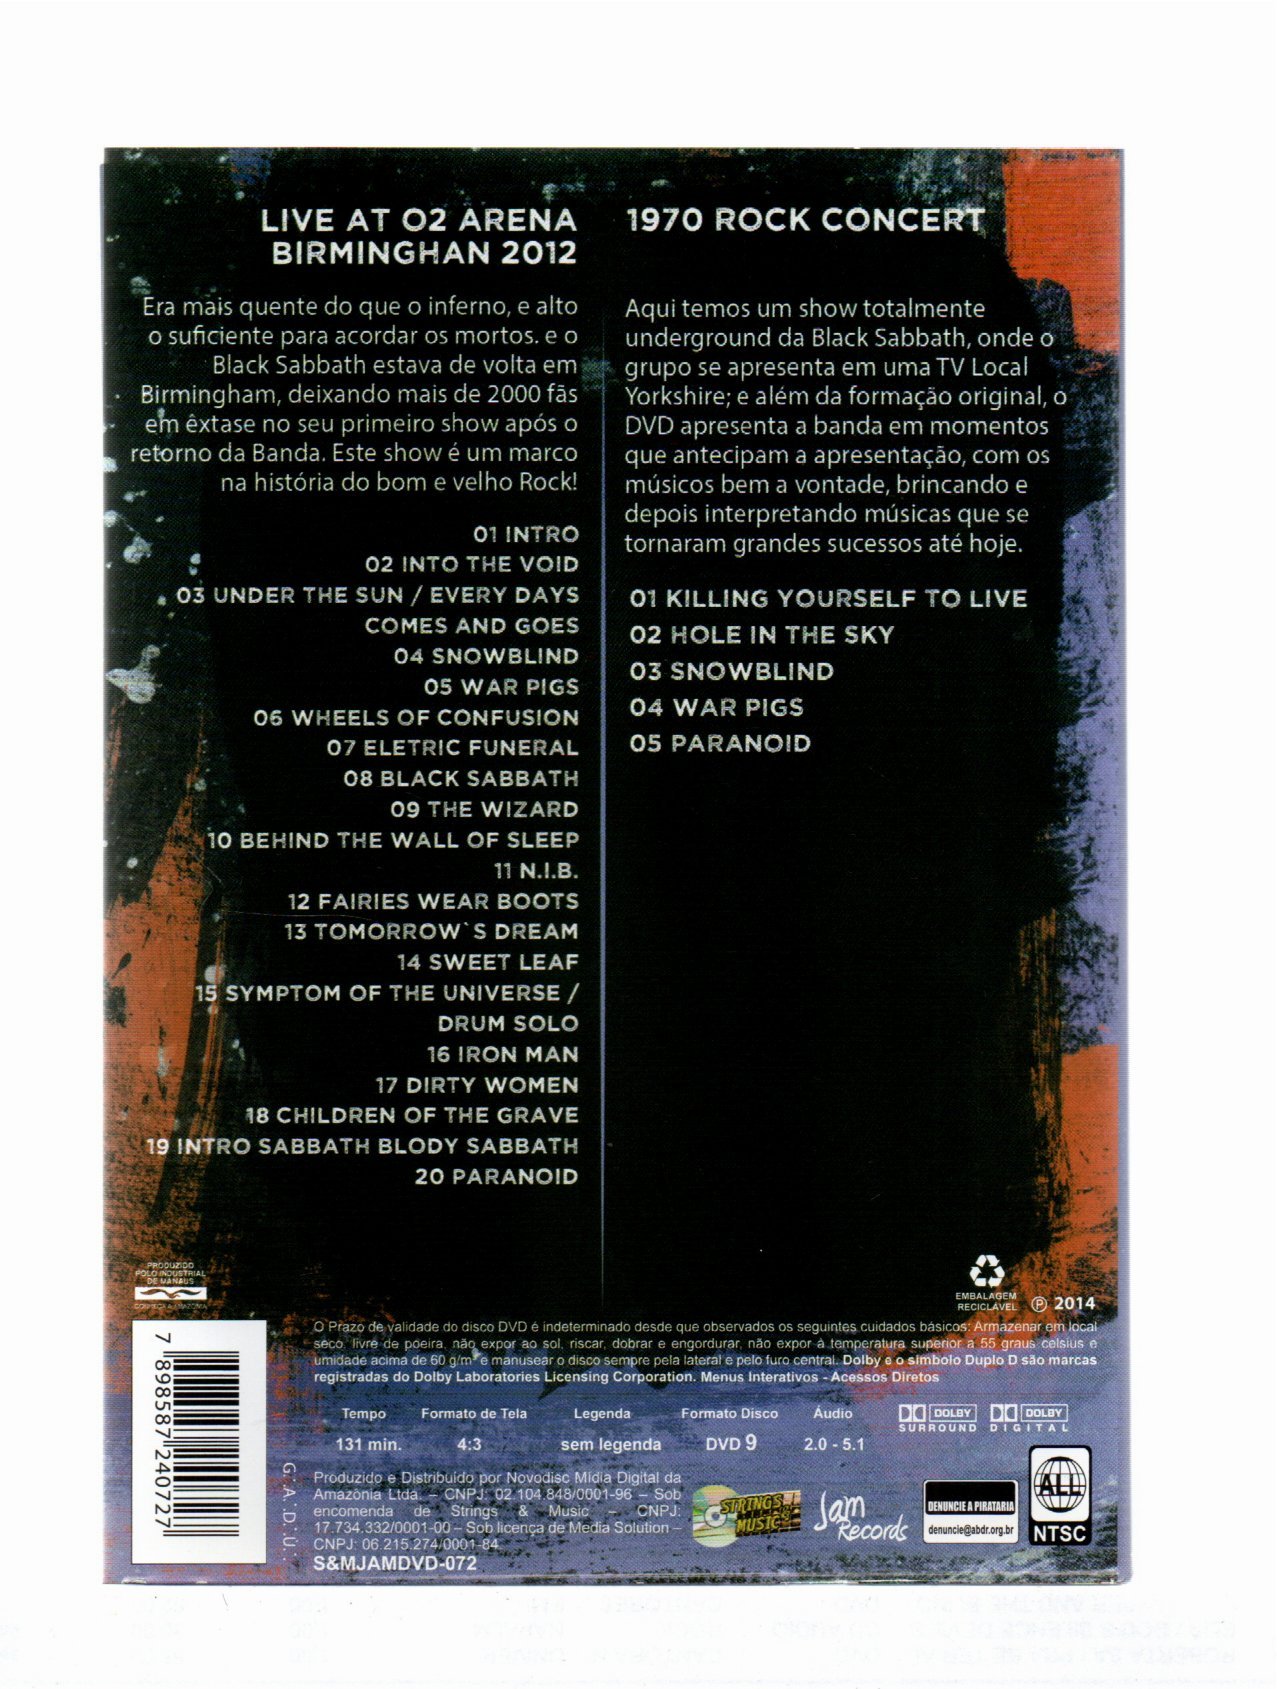 LIVE AT O2 ARENA
BIRMINGHAN 2012
Era mais quente do que o inferno, e alto
o suficiente para acordar os mortos. e o
Black Sabbath estava de volta em
Birmingham, deixando mais de 2000 fãs
em êxtase no seu primeiro show após o
retorno da Banda. Este show é um marco
na história do bom e velho Rock!
01 INTRO
02 INTO THE VOID
03 UNDER THE SUN / EVERY DAYS
COMES AND GOES
04 SNOWBLIND
05 WAR PIGS
06 WHEELS OF CONFUSION
07 ELETRIC FUNERAL
08 BLACK SABBATH
09 THE WIZARD
10 BEHIND THE WALL OF SLEEP
11 N.I.B.
12 FAIRIES WEAR BOOTS
13 TOMORROW`S DREAM
14 SWEET LEAF
15 SYMPTOM OF THE UNIVERSE /
DRUM SOLO
16 IRON MAN
17 DIRTY WOMEN
18 CHILDREN OF THE GRAVE
19 INTRO SABBATH BLODY SABBATH
20 PARANOID
1970 ROCK CONCERT
Aqui temos um show totalmente
underground da Black Sabbath, onde o
grupo se apresenta em uma TV Local
Yorkshire; e além da formação original, o
DVD apresenta a banda em momentos
que antecipam a apresentação, com os
músicos bem a vontade, brincando e
depois interpretando músicas que se
tornaram grandes sucessos até hoje.
01 KILLING YOURSELF TO LIVE
02 HOLE IN THE SKY
03 SNOWBLIND
04 WAR PIGS
05 PARANOID
PRODUZIDO
POLO INDUSTRIAL
DE MANAUS
CONHEÇA A AMAZÔNIA
EMBALAGEM
RECICLÁVEL
℗ 2014
O Prazo de validade do disco DVD é indeterminado desde que observados os seguintes cuidados básicos: Armazenar em local
seco, livre de poeira, não expor ao sol, riscar, dobrar e engordurar, não expor à temperatura superior a 55 graus celsius e
umidade acima de 60 g/m³ e manusear o disco sempre pela lateral e pelo furo central. Dolby e o símbolo Duplo D são marcas
registradas do Dolby Laboratories Licensing Corporation. Menus Interativos - Acessos Diretos
Tempo Formato de Tela Legenda Formato Disco Áudio
131 min. 4:3 sem legenda DVD 9 2.0 - 5.1
DOLBY
SURROUND
DOLBY
DIGITAL
7 898587 240727
G.'.A.'.D.'.U.'.
Produzido e Distribuído por Novodisc Mídia Digital da
Amazônia Ltda. – CNPJ: 02.104.848/0001-96 – Sob
encomenda de Strings & Music – CNPJ:
17.734.332/0001-00 – Sob licença de Media Solution –
CNPJ: 06.215.274/0001-84
S&MJAMDVD-072
STRINGS &
MUSIC
Jam
Records
DENUNCIE A PIRATARIA
denuncie@abdr.org.br
ALL
NTSC